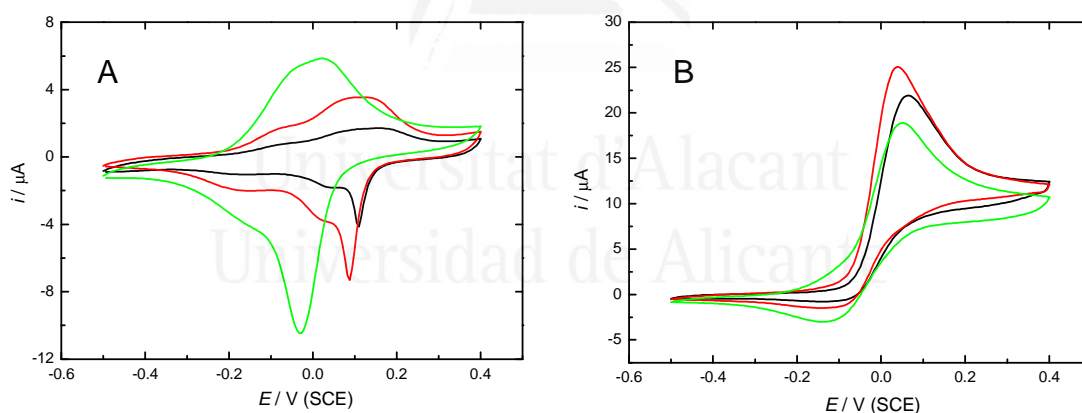 A
8
4
0
-4
-8
-12
i / µA
-0.6 -0.4 -0.2 0.0 0.2 0.4
E / V (SCE)
B
25
20
15
10
5
0
-5
i / µA
-0.6 -0.4 -0.2 0.0 0.2 0.4
E / V (SCE)
Universitat d'Alacant
Universidad de Alicante